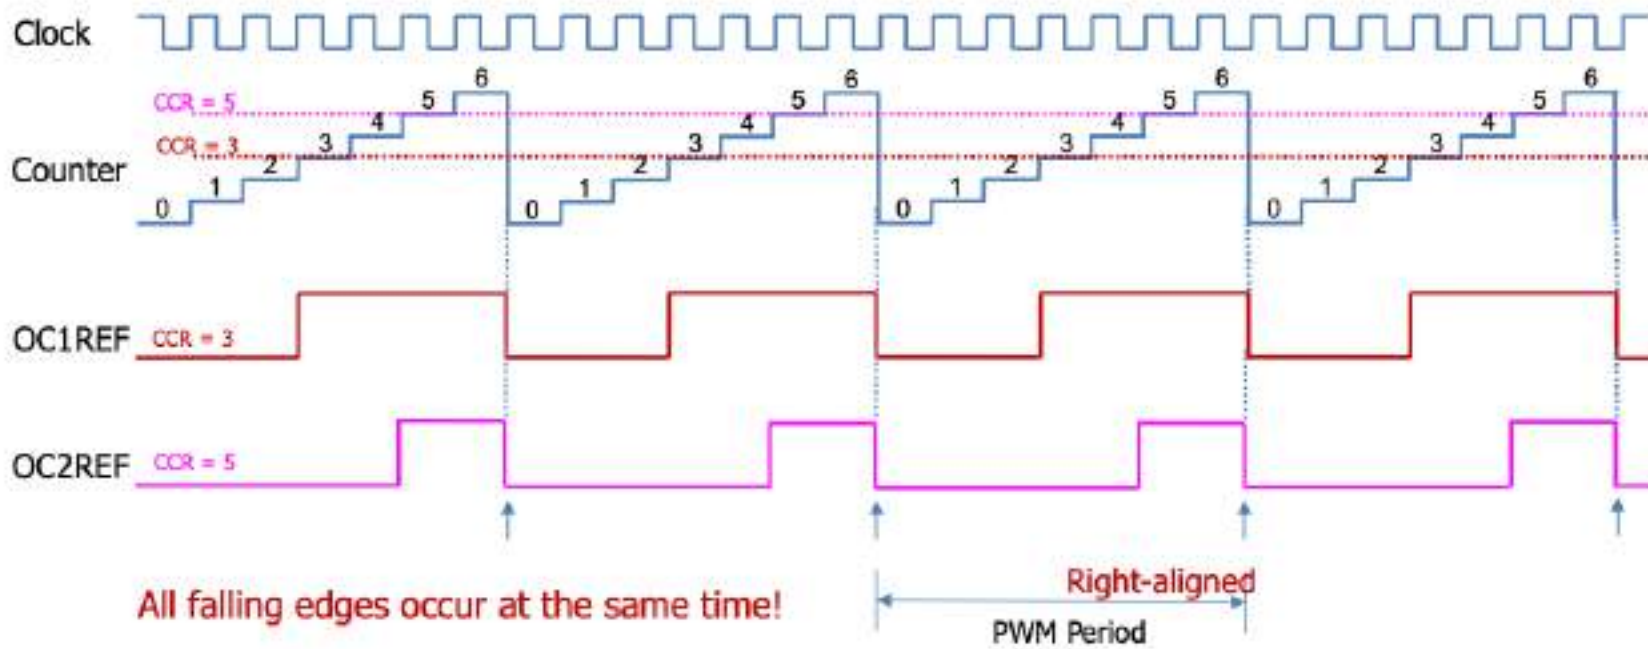 Clock
6 6 6 6
CCR = 5 5 5 5 5
4 4 4 4
CCR = 3 3 3 3 3
Counter 2 2 2 2
1 1 1 1
0 0 0 0
OC1REF CCR = 3
OC2REF CCR = 5
All falling edges occur at the same time!
Right-aligned
PWM Period